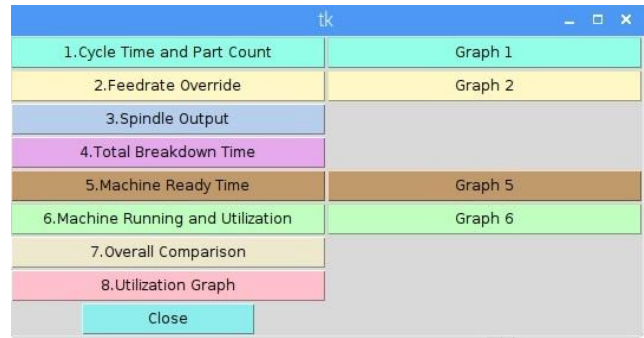 tk
1.Cycle Time and Part Count Graph 1
2.Feedrate Override Graph 2
3.Spindle Output
4.Total Breakdown Time
5.Machine Ready Time Graph 5
6.Machine Running and Utilization Graph 6
7.Overall Comparison
8.Utilization Graph
Close